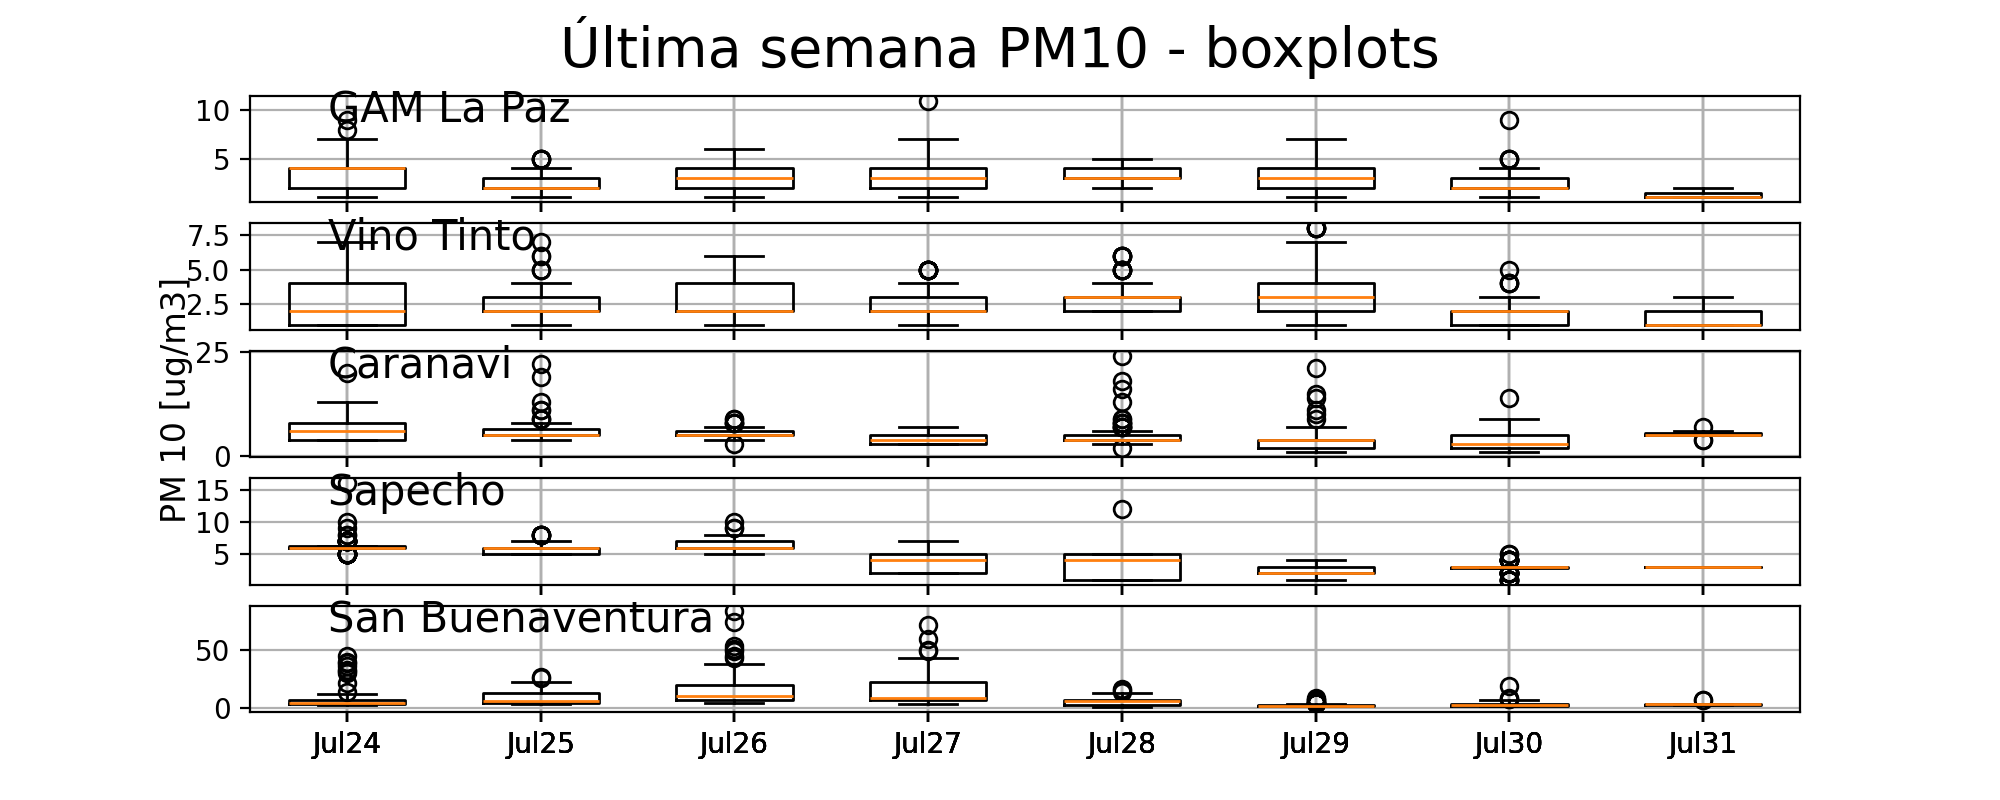 Última semana PM10 - boxplots
GAM La Paz
10
5
Vino Tinto
7.5
5.0
2.5
PM 10 [ug/m3]
Caranavi
25
0
Sapecho
15
10
5
San Buenaventura
50
0
Jul24 Jul25 Jul26 Jul27 Jul28 Jul29 Jul30 Jul31